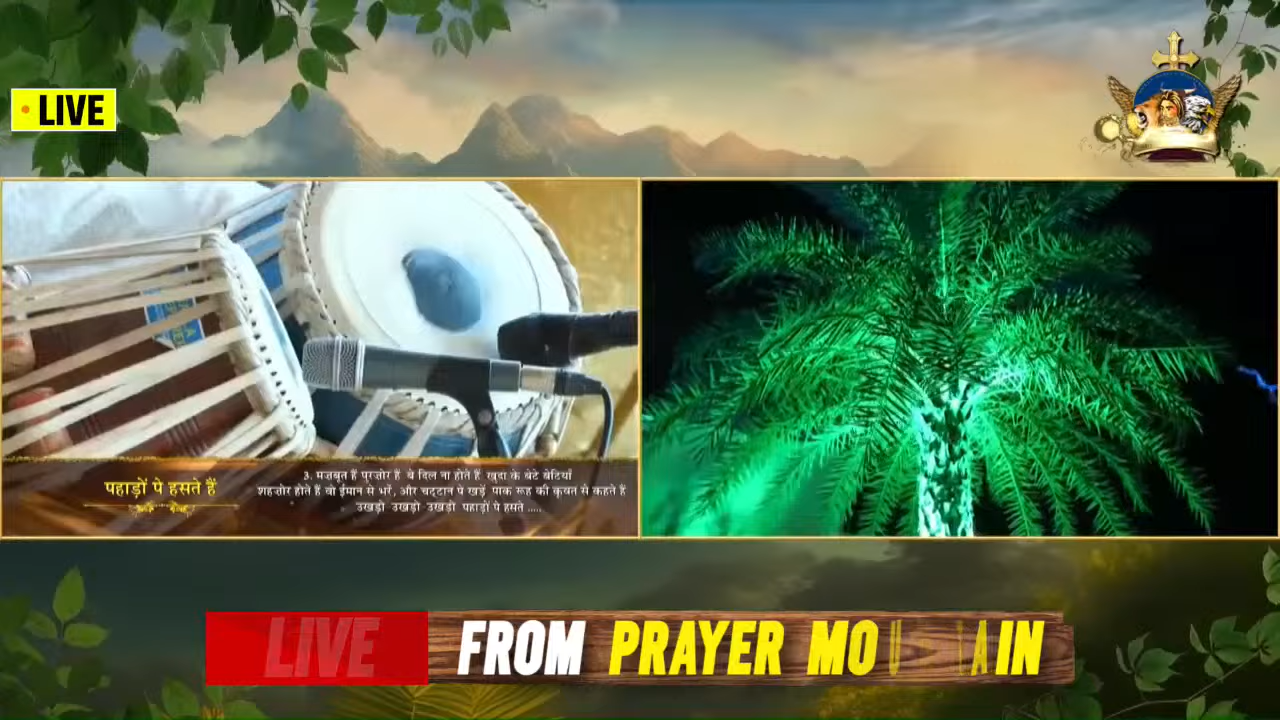 LIVE
पहाड़ों पे हसते हैं
3. मजबूत हैं पुरजोर हैं बे दिल ना होते हैं खुदा के बेटे बेटियाँ
शहज़ोर होते हैं वो ईमान से भरें, और चट्टान पे खड़ें पाक रूह की कुवत से कहते हैं
उखड़ो उखड़ो उखड़ो पहाड़ों पे हसते .....
LIVE FROM PRAYER MOUNTAIN